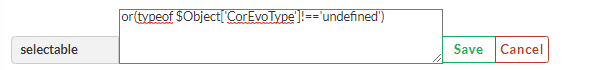 or(typeof $Object['CorEvoType']!=='undefined')
selectable
Save
Cancel